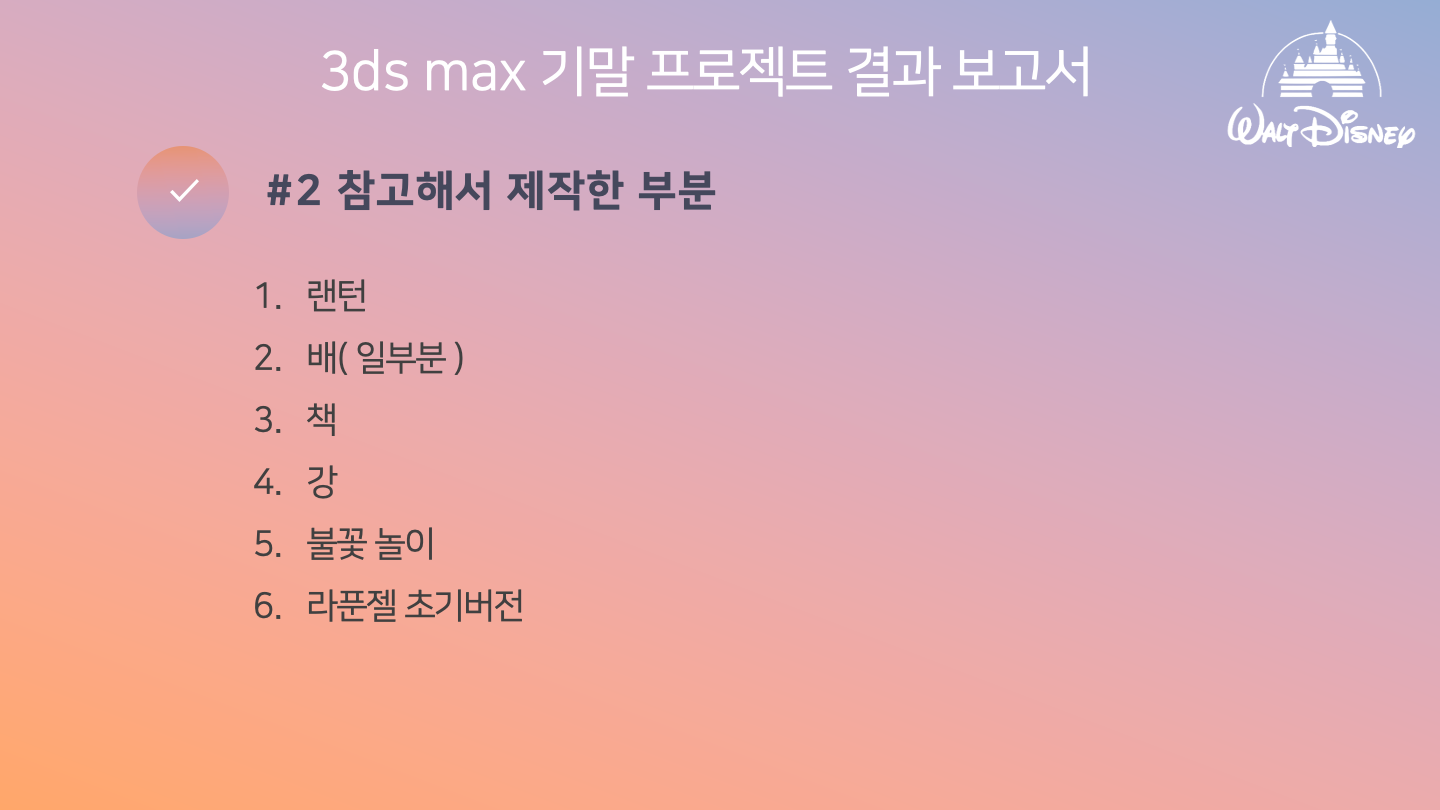 3ds max 기말 프로젝트 결과 보고서
WALT DISNEY
#2 참고해서 제작한 부분
1. 랜턴
2. 배( 일부분 )
3. 책
4. 강
5. 불꽃 놀이
6. 라푼젤 초기버전